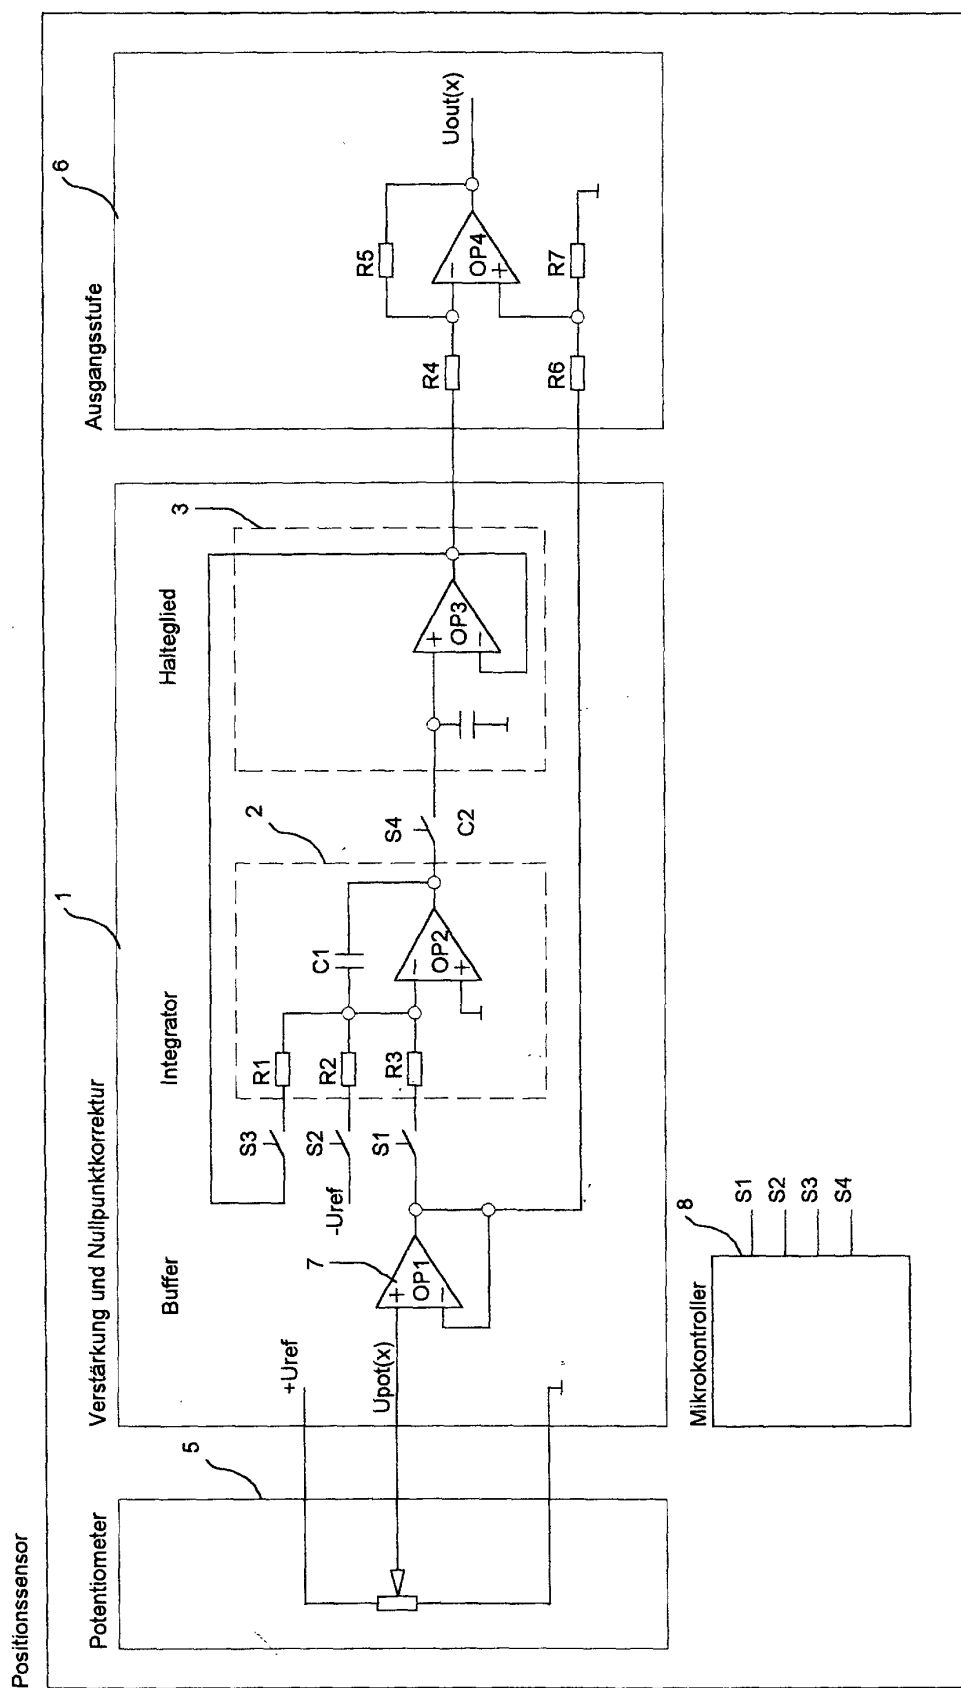 Positionssensor
Potentiometer
5
Verstärkung und Nullpunktkorrektur
1
Buffer
Integrator
Halteglied
+Uref
Upot(x)
7
+
OP1
−
-Uref
S3
S2
S1
R1
R2
R3
C1
2
−
OP2
+
S4
C2
3
+
OP3
−
Ausgangsstufe
6
R4
R5
−
OP4
+
R6
R7
Uout(x)
Mikrokontroller
8
S1
S2
S3
S4